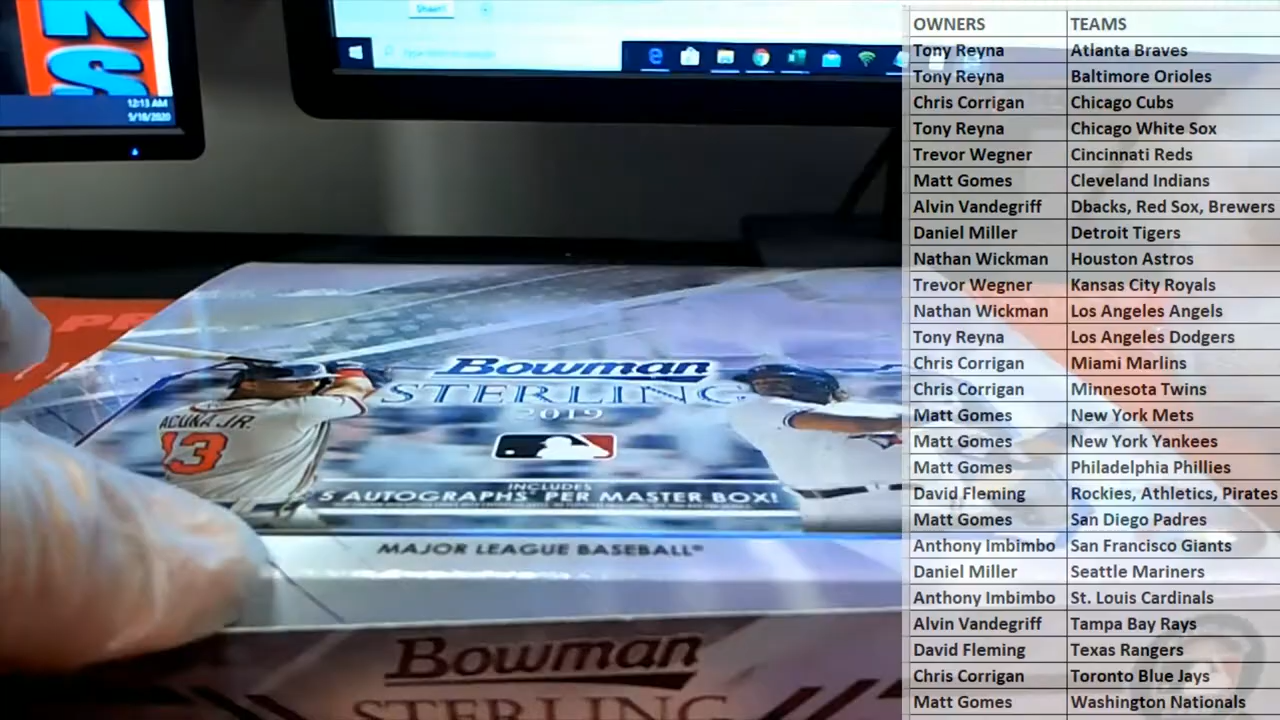 KS
12:13 AM
5/18/2020
PR
ACUNA JR.
13
Bowman
STERLING
2019
INCLUDES
5 AUTOGRAPHS PER MASTER BOX!
MAJOR LEAGUE BASEBALL
Bowman
STERLING
OWNERS TEAMS
Tony Reyna Atlanta Braves
Tony Reyna Baltimore Orioles
Chris Corrigan Chicago Cubs
Tony Reyna Chicago White Sox
Trevor Wegner Cincinnati Reds
Matt Gomes Cleveland Indians
Alvin Vandegriff Dbacks, Red Sox, Brewers
Daniel Miller Detroit Tigers
Nathan Wickman Houston Astros
Trevor Wegner Kansas City Royals
Nathan Wickman Los Angeles Angels
Tony Reyna Los Angeles Dodgers
Chris Corrigan Miami Marlins
Chris Corrigan Minnesota Twins
Matt Gomes New York Mets
Matt Gomes New York Yankees
Matt Gomes Philadelphia Phillies
David Fleming Rockies, Athletics, Pirates
Matt Gomes San Diego Padres
Anthony Imbimbo San Francisco Giants
Daniel Miller Seattle Mariners
Anthony Imbimbo St. Louis Cardinals
Alvin Vandegriff Tampa Bay Rays
David Fleming Texas Rangers
Chris Corrigan Toronto Blue Jays
Matt Gomes Washington Nationals